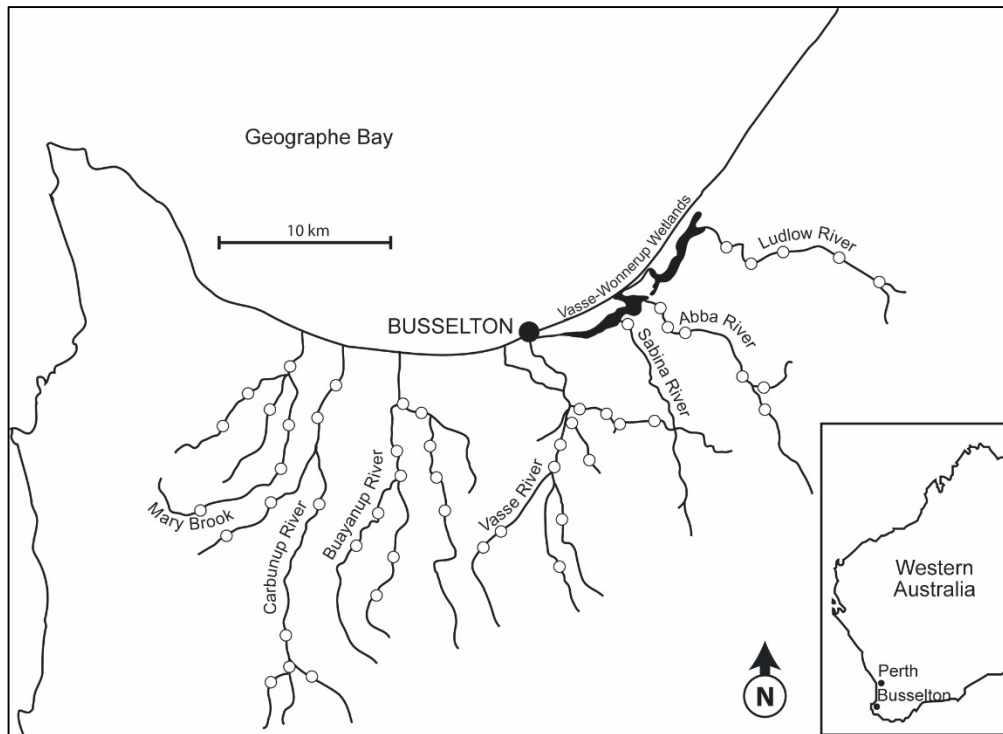 Geographe Bay
10 km
Vasse-Wonnerup Wetlands
Ludlow River
BUSSELTON
Abba River
Sabina River
Mary Brook
Carbunup River
Buayanup River
Vasse River
N
Western
Australia
Perth
Busselton